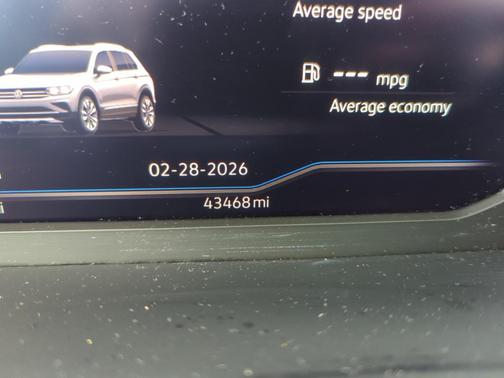 Average speed
--- mpg
Average economy
02-28-2026
43468 mi